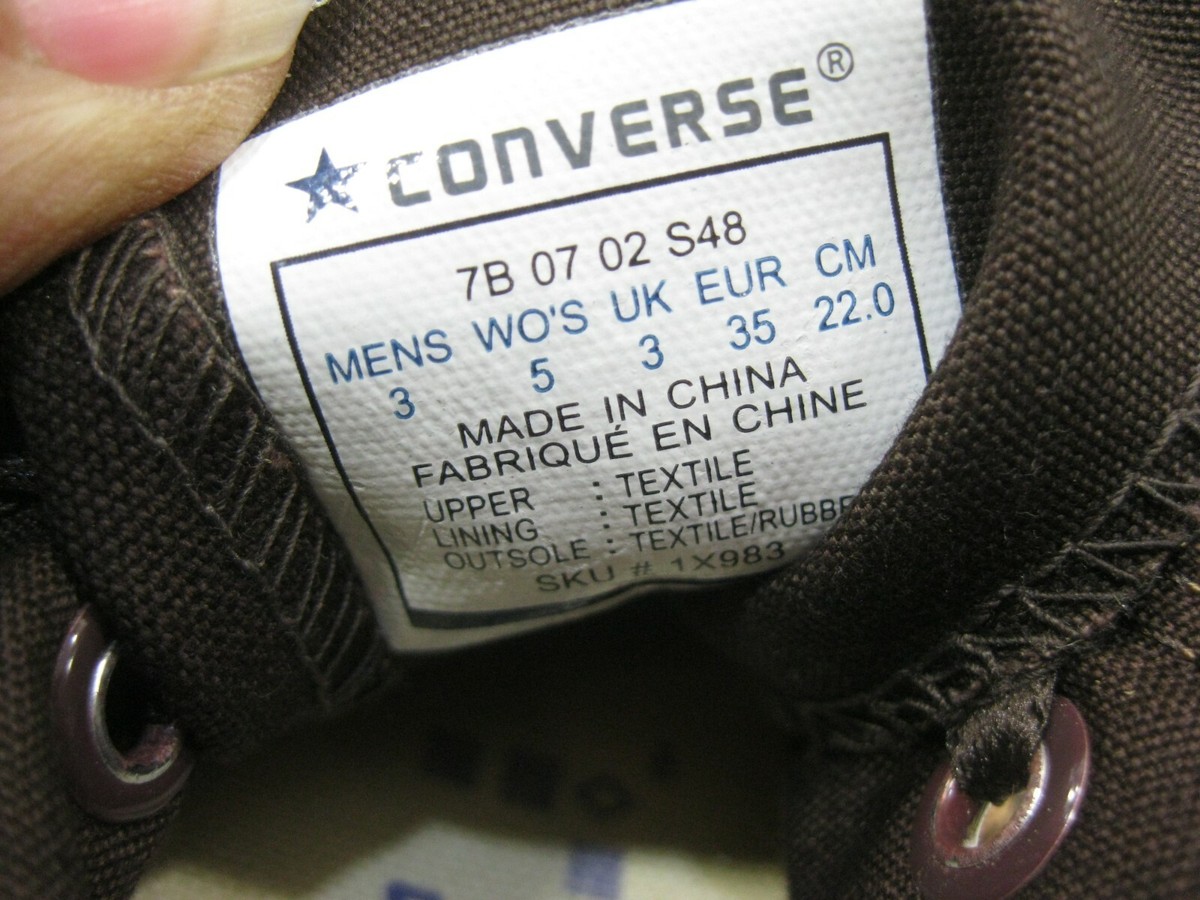 CONVERSE®
7B 07 02 S48
MENS WO'S UK EUR CM
3 5 3 35 22.0
MADE IN CHINA
FABRIQUÉ EN CHINE
UPPER : TEXTILE
LINING : TEXTILE
OUTSOLE : TEXTILE/RUBBE
SKU # 1X983